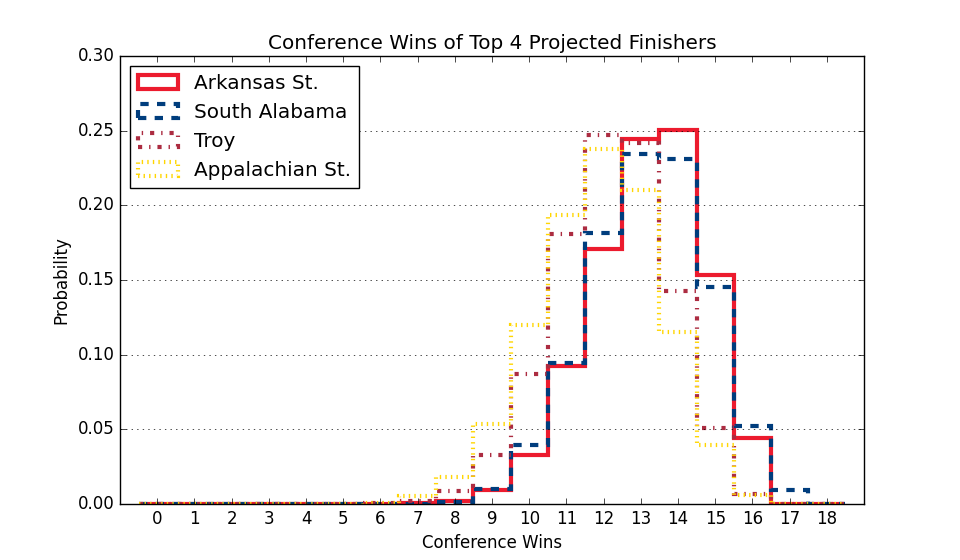 Conference Wins of Top 4 Projected Finishers
0.30
0.25
0.20
0.15
0.10
0.05
0.00
Probability
Arkansas St.
South Alabama
Troy
Appalachian St.
0 1 2 3 4 5 6 7 8 9 10 11 12 13 14 15 16 17 18
Conference Wins